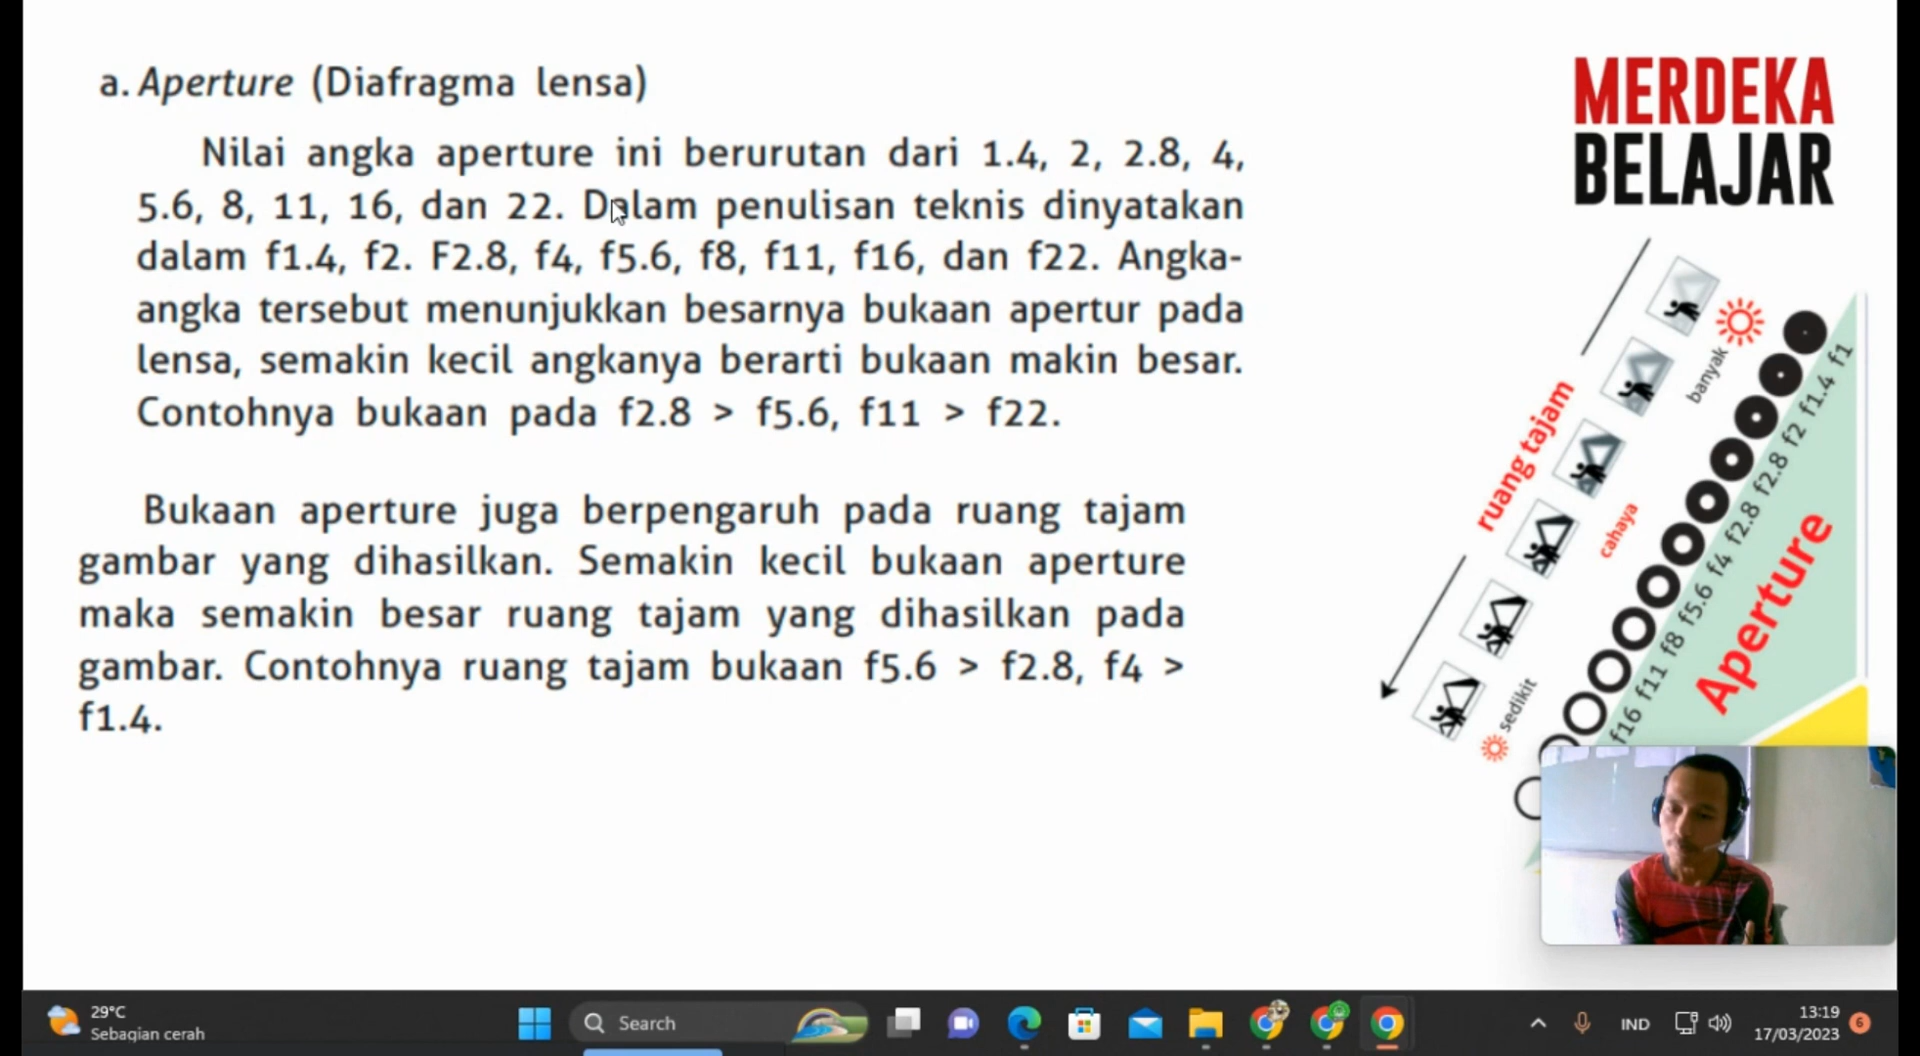 a. Aperture (Diafragma lensa)
Nilai angka aperture ini berurutan dari 1.4, 2, 2.8, 4,
5.6, 8, 11, 16, dan 22. Dalam penulisan teknis dinyatakan
dalam f1.4, f2. F2.8, f4, f5.6, f8, f11, f16, dan f22. Angka-
angka tersebut menunjukkan besarnya bukaan apertur pada
lensa, semakin kecil angkanya berarti bukaan makin besar.
Contohnya bukaan pada f2.8 > f5.6, f11 > f22.
Bukaan aperture juga berpengaruh pada ruang tajam
gambar yang dihasilkan. Semakin kecil bukaan aperture
maka semakin besar ruang tajam yang dihasilkan pada
gambar. Contohnya ruang tajam bukaan f5.6 > f2.8, f4 >
f1.4.
MERDEKA
BELAJAR
ruang tajam
banyak
cahaya
sedikit
f16 f11 f8 f5.6 f4 f2.8 f2.8 f2 f1.4 f1
Aperture
29°C
Sebagian cerah
Search
IND
13:19
17/03/2023
6